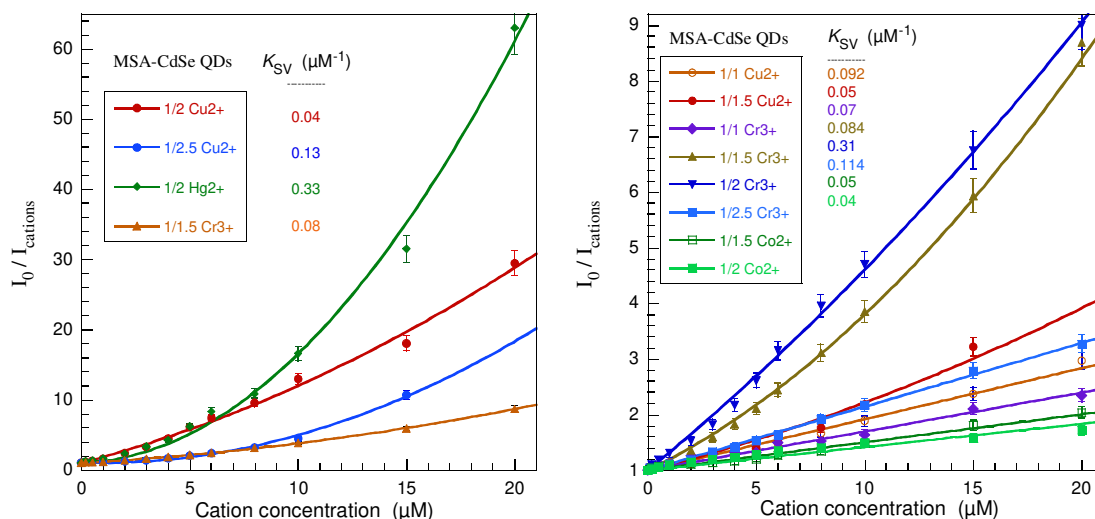 MSA-CdSe QDs
K_SV (μM⁻¹)
-----------
1/2 Cu2+ 0.04
1/2.5 Cu2+ 0.13
1/2 Hg2+ 0.33
1/1.5 Cr3+ 0.08
60
50
40
30
20
10
0
0 5 10 15 20
I₀ / I_cations
Cation concentration (μM)
MSA-CdSe QDs
K_SV (μM⁻¹)
-----------
1/1 Cu2+ 0.092
1/1.5 Cu2+ 0.05
1/1 Cr3+ 0.07
1/1.5 Cr3+ 0.084
1/2 Cr3+ 0.31
1/2.5 Cr3+ 0.114
1/1.5 Co2+ 0.05
1/2 Co2+ 0.04
9
8
7
6
5
4
3
2
1
0 5 10 15 20
I₀ / I_cations
Cation concentration (μM)